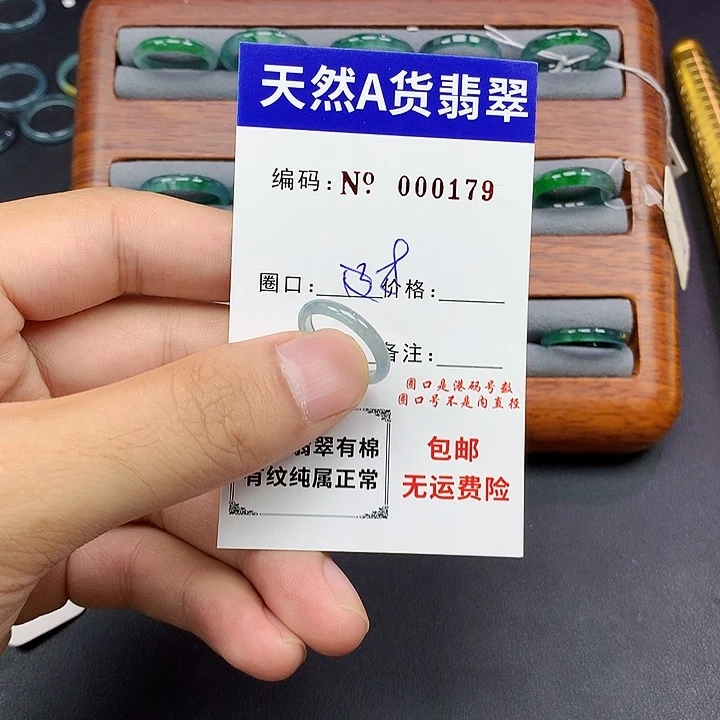 天然A货翡翠
编码：Nº 000179
圈口： 价格：
备注：
圈口是港码号数
圈口号不是内直径
翡翠有棉
有纹纯属正常
包邮
无运费险